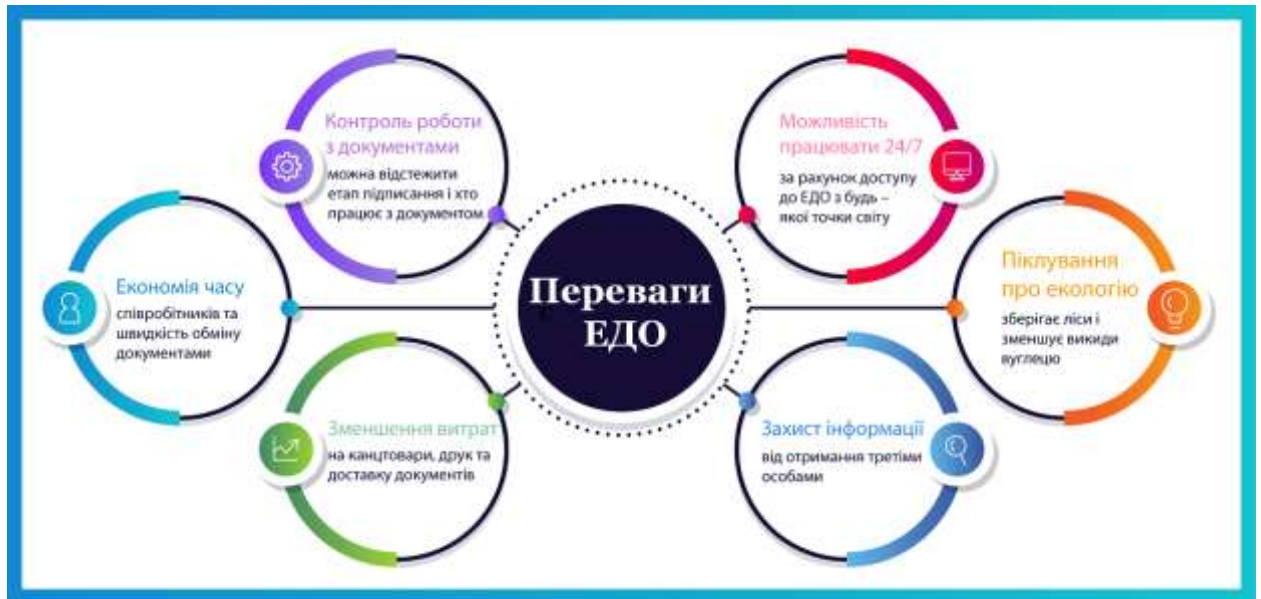 Контроль роботи
з документами
можна відстежити
етап підписання і хто
працює з документом
Можливість
працювати 24/7
за рахунок доступу
до ЕДО з будь –
якої точки світу
Економія часу
співробітників та
швидкість обміну
документами
Переваги
ЕДО
Піклування
про екологію
зберігає ліси і
зменшує викиди
вуглецю
Зменшення витрат
на канцтовари, друк та
доставку документів
Захист інформації
від отримання третіми
особами